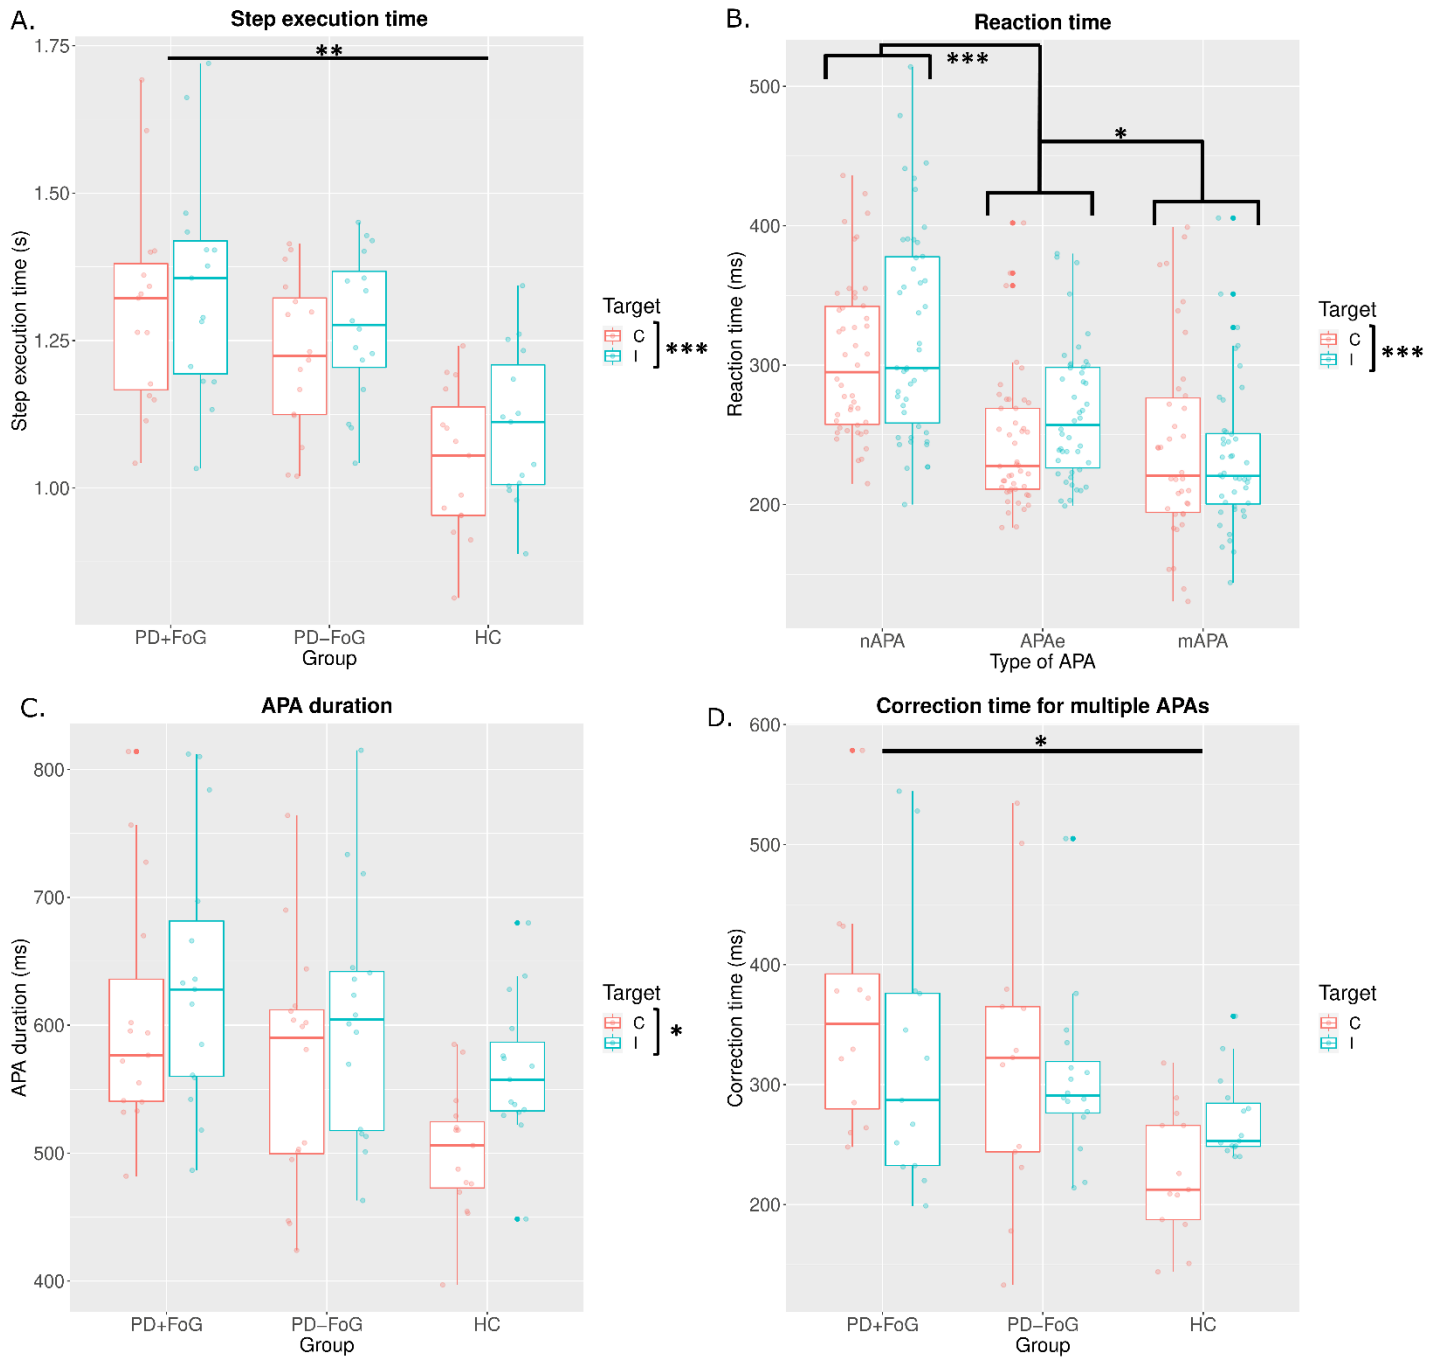 A.
Step execution time
**
1.75
1.50
1.25
1.00
Step execution time (s)
PD+FoG
PD−FoG
HC
Group
Target
C
I
***
B.
Reaction time
***
*
500
400
300
200
Reaction time (ms)
nAPA
APAe
mAPA
Type of APA
Target
C
I
***
C.
APA duration
800
700
600
500
400
APA duration (ms)
PD+FoG
PD−FoG
HC
Group
Target
C
I
*
D.
Correction time for multiple APAs
*
600
500
400
300
200
Correction time (ms)
PD+FoG
PD−FoG
HC
Group
Target
C
I